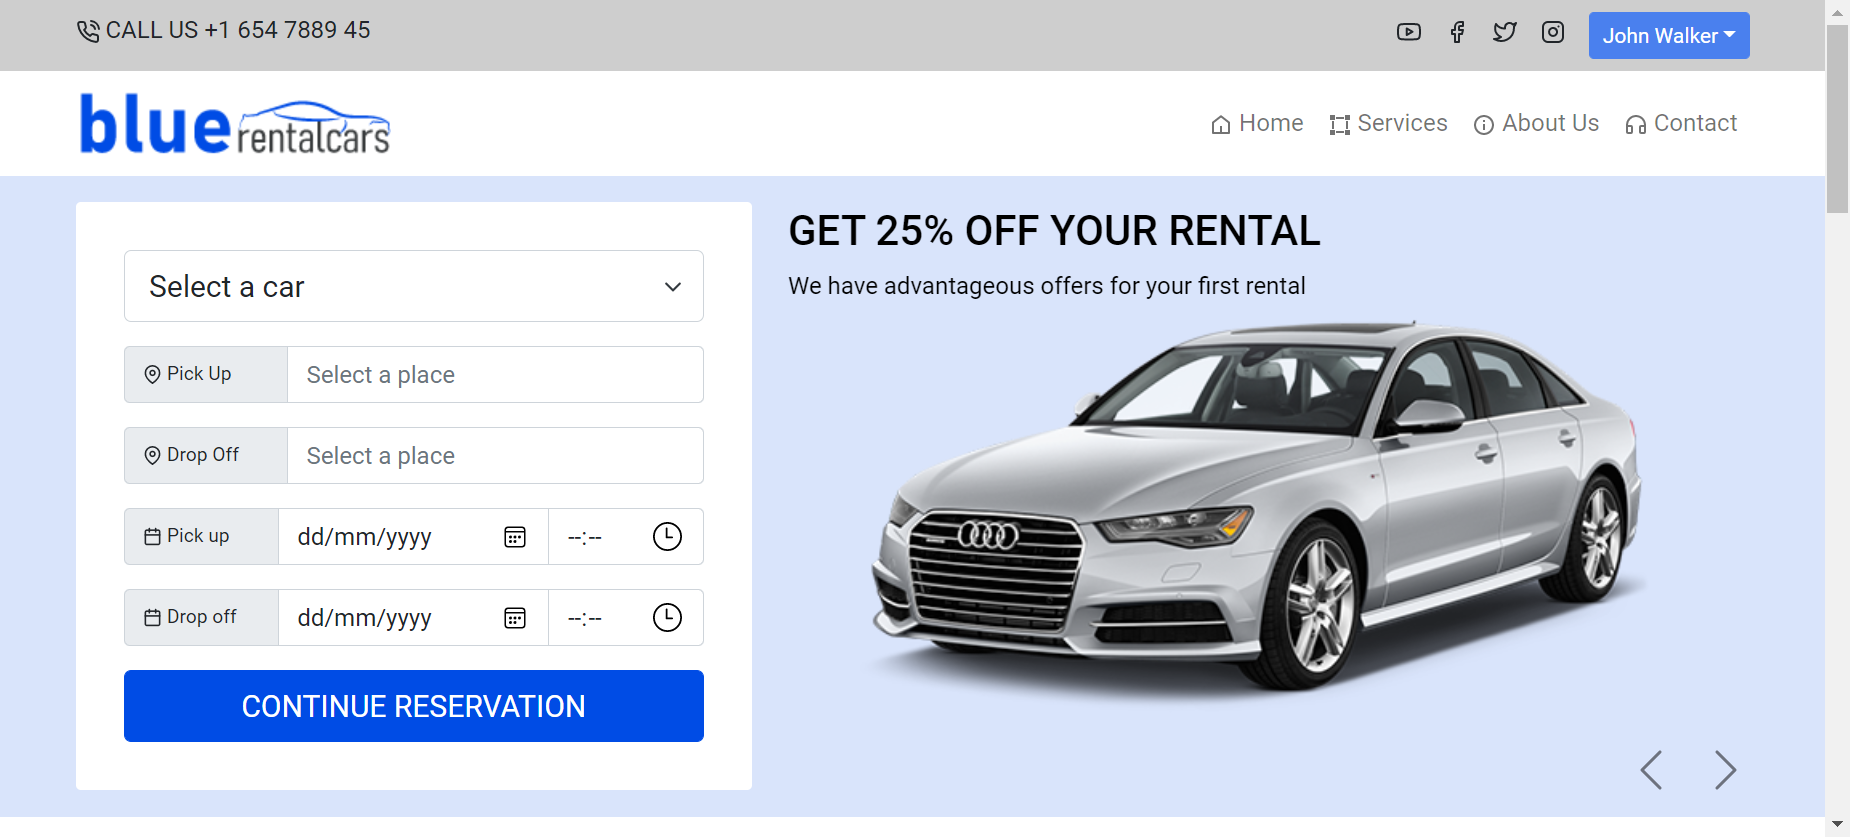 CALL US +1 654 7889 45
John Walker
blue rentalcars
Home Services About Us Contact
Select a car
Pick Up Select a place
Drop Off Select a place
Pick up dd/mm/yyyy --:--
Drop off dd/mm/yyyy --:--
CONTINUE RESERVATION
GET 25% OFF YOUR RENTAL
We have advantageous offers for your first rental